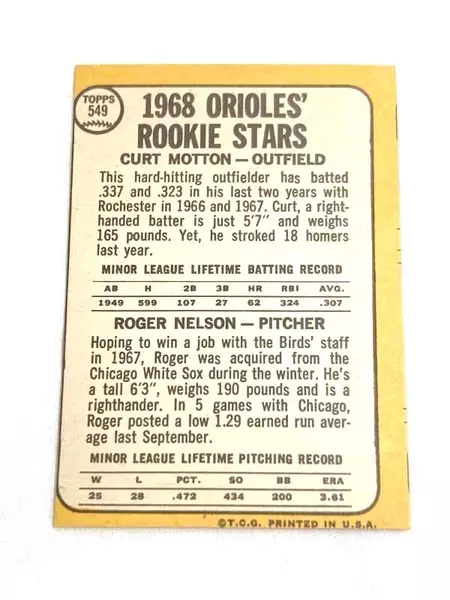 TOPPS
549
1968 ORIOLES'
ROOKIE STARS
CURT MOTTON — OUTFIELD
This hard-hitting outfielder has batted
.337 and .323 in his last two years with
Rochester in 1966 and 1967. Curt, a right-
handed batter is just 5'7" and weighs
165 pounds. Yet, he stroked 18 homers
last year.
MINOR LEAGUE LIFETIME BATTING RECORD
AB H 2B 3B HR RBI AVG.
1949 599 107 27 62 324 .307
ROGER NELSON — PITCHER
Hoping to win a job with the Birds' staff
in 1967, Roger was acquired from the
Chicago White Sox during the winter. He's
a tall 6'3", weighs 190 pounds and is a
righthander. In 5 games with Chicago,
Roger posted a low 1.29 earned run aver-
age last September.
MINOR LEAGUE LIFETIME PITCHING RECORD
W L PCT. SO BB ERA
25 28 .472 434 200 3.61
©T.C.G. PRINTED IN U.S.A.